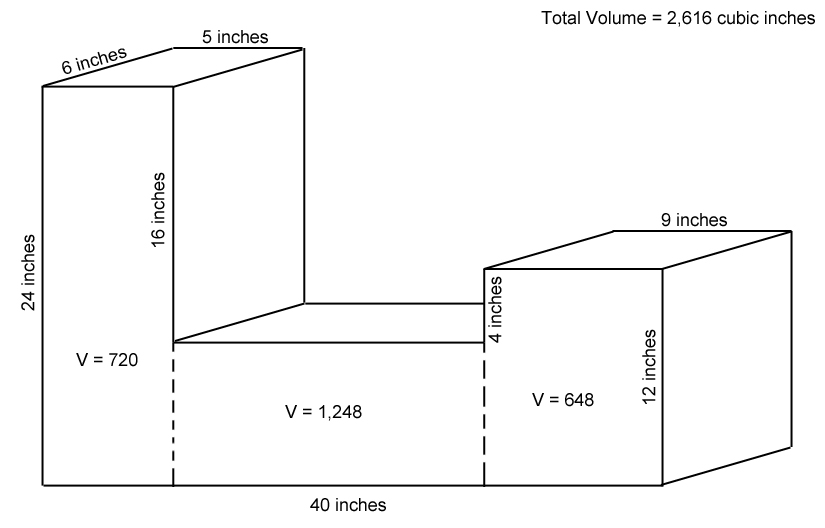 Total Volume = 2,616 cubic inches
5 inches
6 inches
9 inches
16 inches
24 inches
4 inches
12 inches
V = 720
V = 1,248
V = 648
40 inches